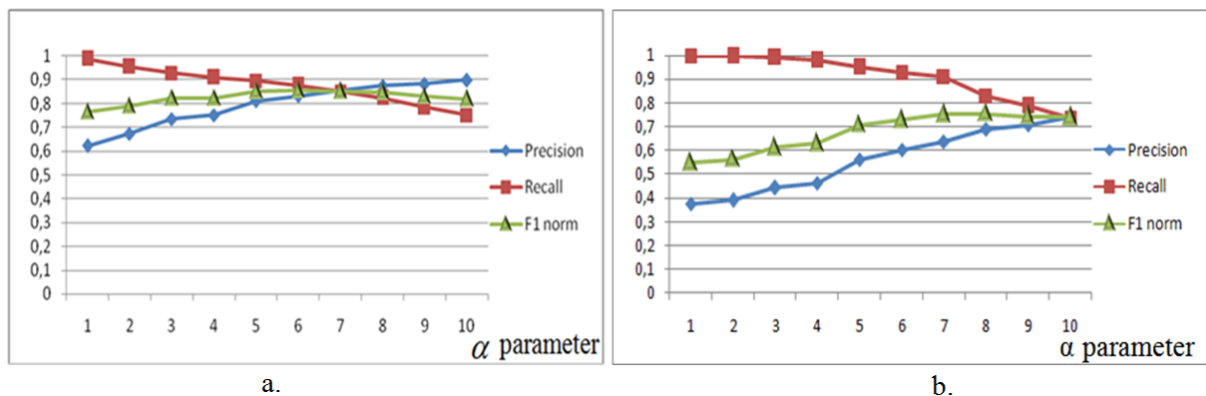 1
0,9
0,8
0,7
0,6
0,5
0,4
0,3
0,2
0,1
0
1 2 3 4 5 6 7 8 9 10
α parameter
Precision
Recall
F1 norm
a.
1
0,9
0,8
0,7
0,6
0,5
0,4
0,3
0,2
0,1
0
1 2 3 4 5 6 7 8 9 10
α parameter
Precision
Recall
F1 norm
b.